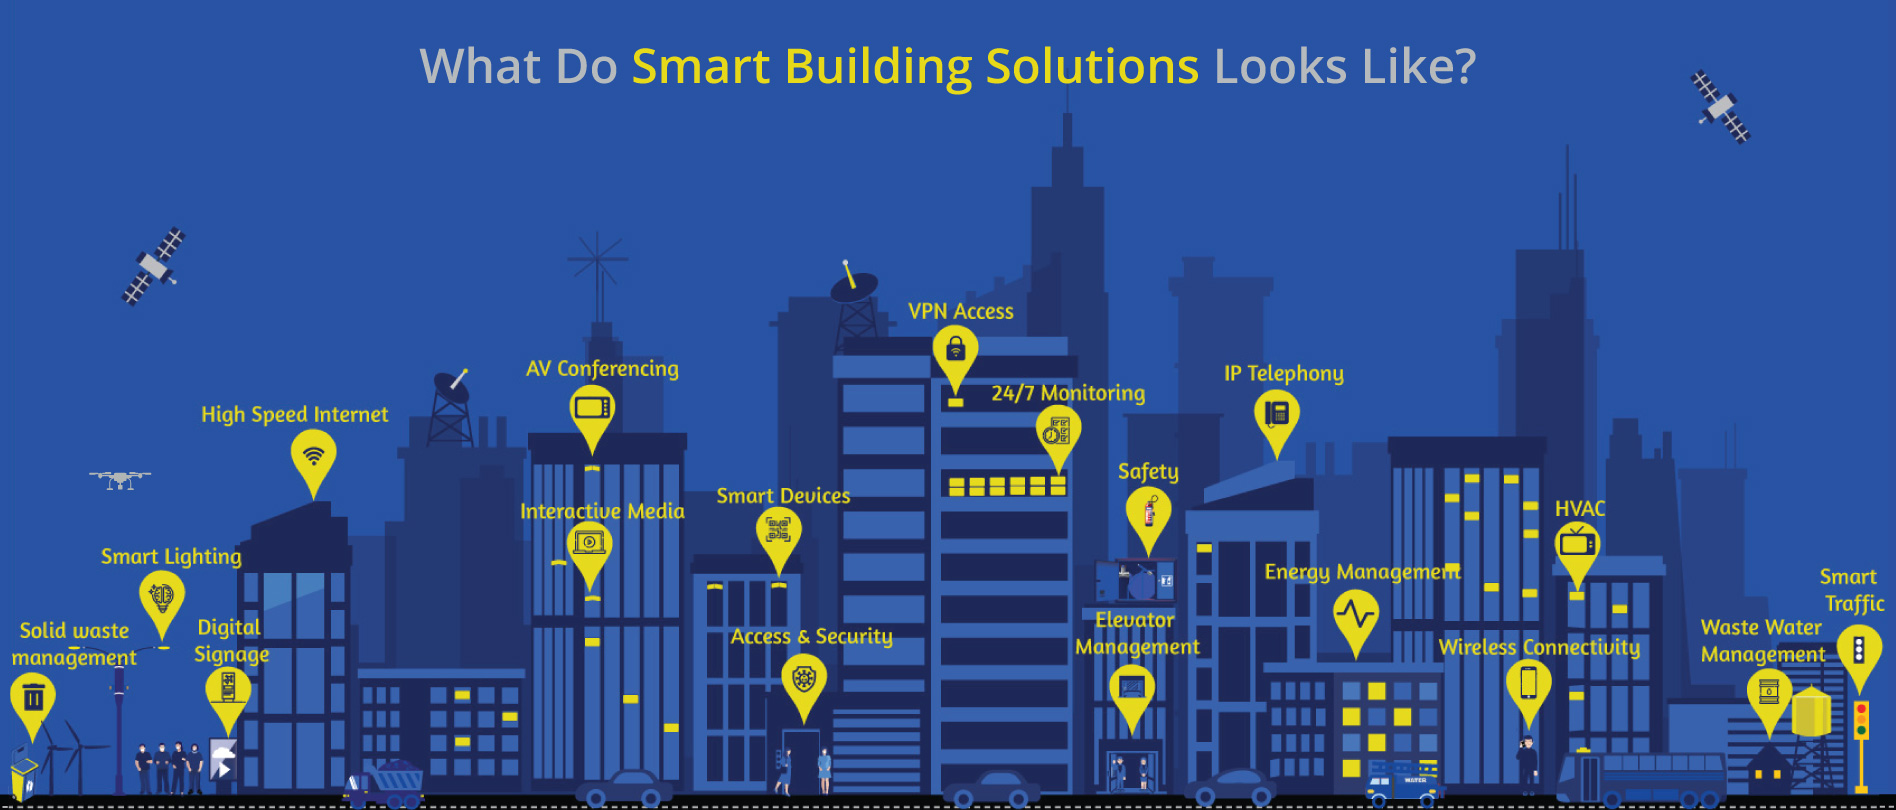 What Do Smart Building Solutions Looks Like?
VPN Access
AV Conferencing
IP Telephony
24/7 Monitoring
High Speed Internet
Safety
Smart Devices
Interactive Media
HVAC
Smart Lighting
Energy Management
Smart
Traffic
Solid waste
management
Digital
Signage
Access & Security
Elevator
Management
Wireless Connectivity
Waste Water
Management
WATER